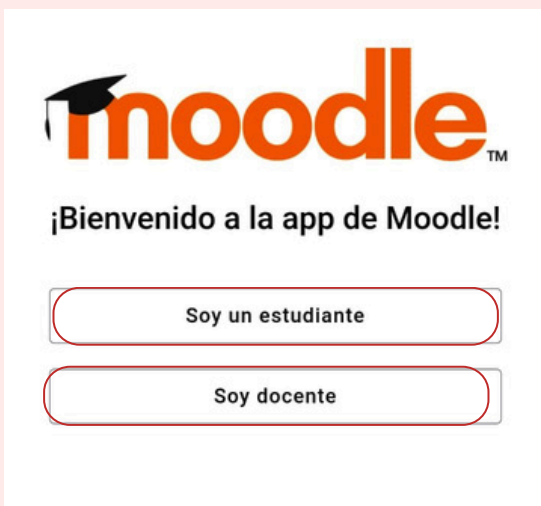 moodle™
¡Bienvenido a la app de Moodle!
Soy un estudiante
Soy docente